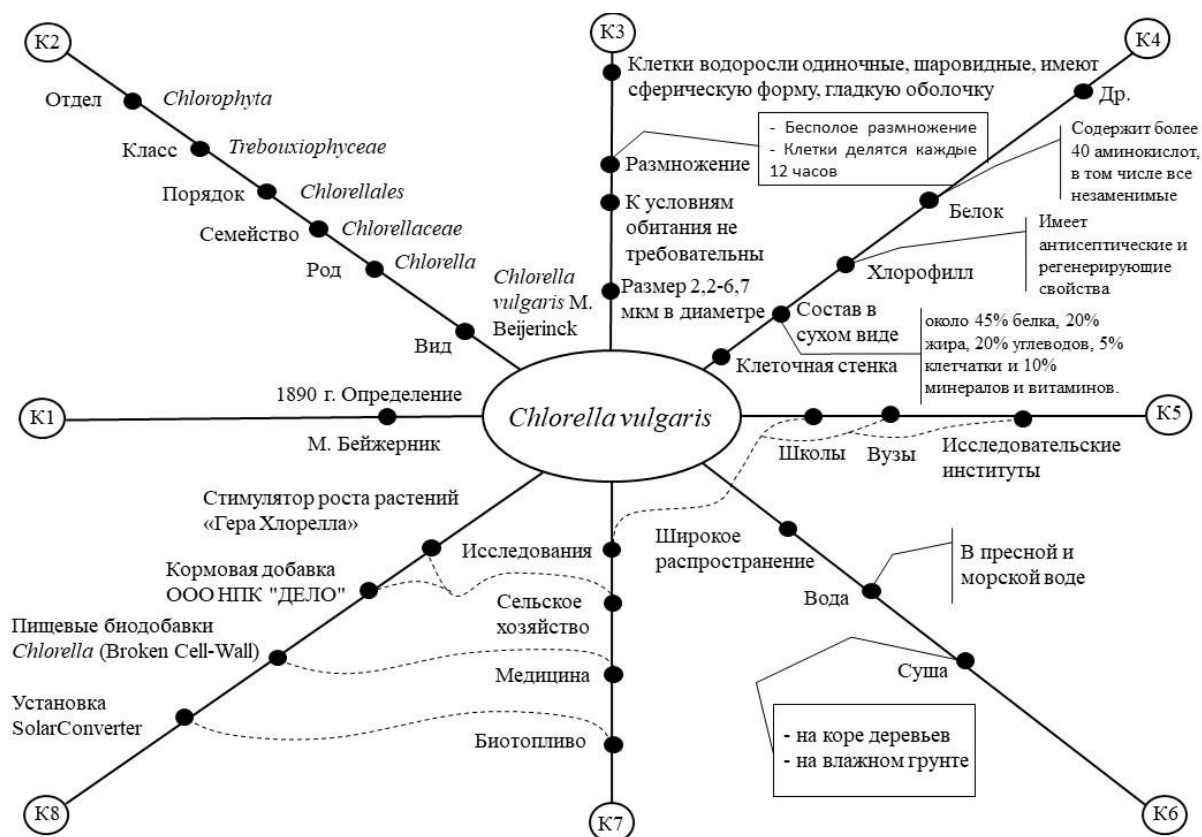 К2
К3
К4
Отдел
Chlorophyta
Класс
Trebouxiophyceae
Порядок
Chlorellales
Семейство
Chlorellaceae
Род
Chlorella
Вид
Chlorella
vulgaris M.
Beijerinck
Клетки водоросли одиночные, шаровидные, имеют
сферическую форму, гладкую оболочку
Размножение
- Бесполое размножение
- Клетки делятся каждые
12 часов
К условиям
обитания не
требовательны
Размер 2,2-6,7
мкм в диаметре
Др.
Содержит более
40 аминокислот,
в том числе все
незаменимые
Белок
Имеет
антисептические и
регенерирующие
свойства
Хлорофилл
Состав в
сухом виде
около 45% белка, 20%
жира, 20% углеводов, 5%
клетчатки и 10%
минералов и витаминов.
Клеточная стенка
К1
1890 г. Определение
М. Бейжерник
Chlorella vulgaris
Школы
Вузы
Исследовательские
институты
К5
Стимулятор роста растений
«Гера Хлорелла»
Кормовая добавка
ООО НПК "ДЕЛО"
Пищевые биодобавки
Chlorella (Broken Cell-Wall)
Установка
SolarConverter
К8
Исследования
Сельское
хозяйство
Медицина
Биотопливо
К7
Широкое
распространение
Вода
В пресной и
морской воде
Суша
- на коре деревьев
- на влажном грунте
К6